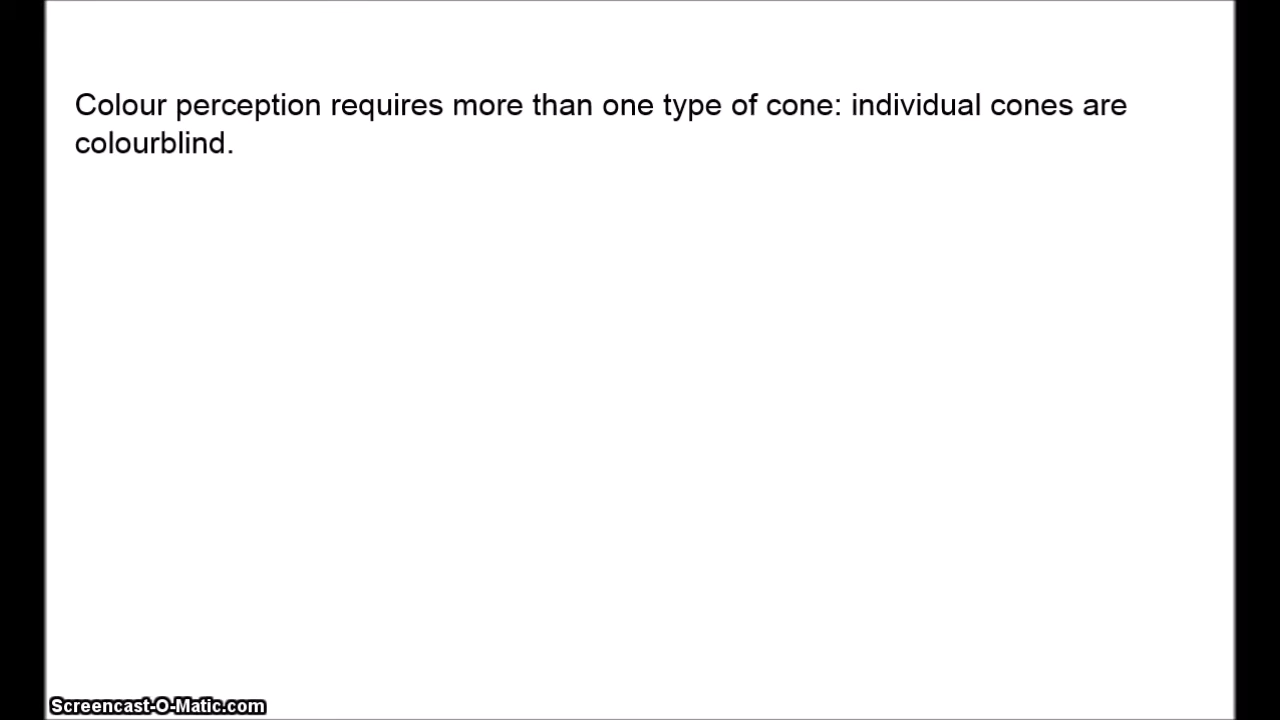 Colour perception requires more than one type of cone: individual cones are
colourblind.
Screencast-O-Matic.com